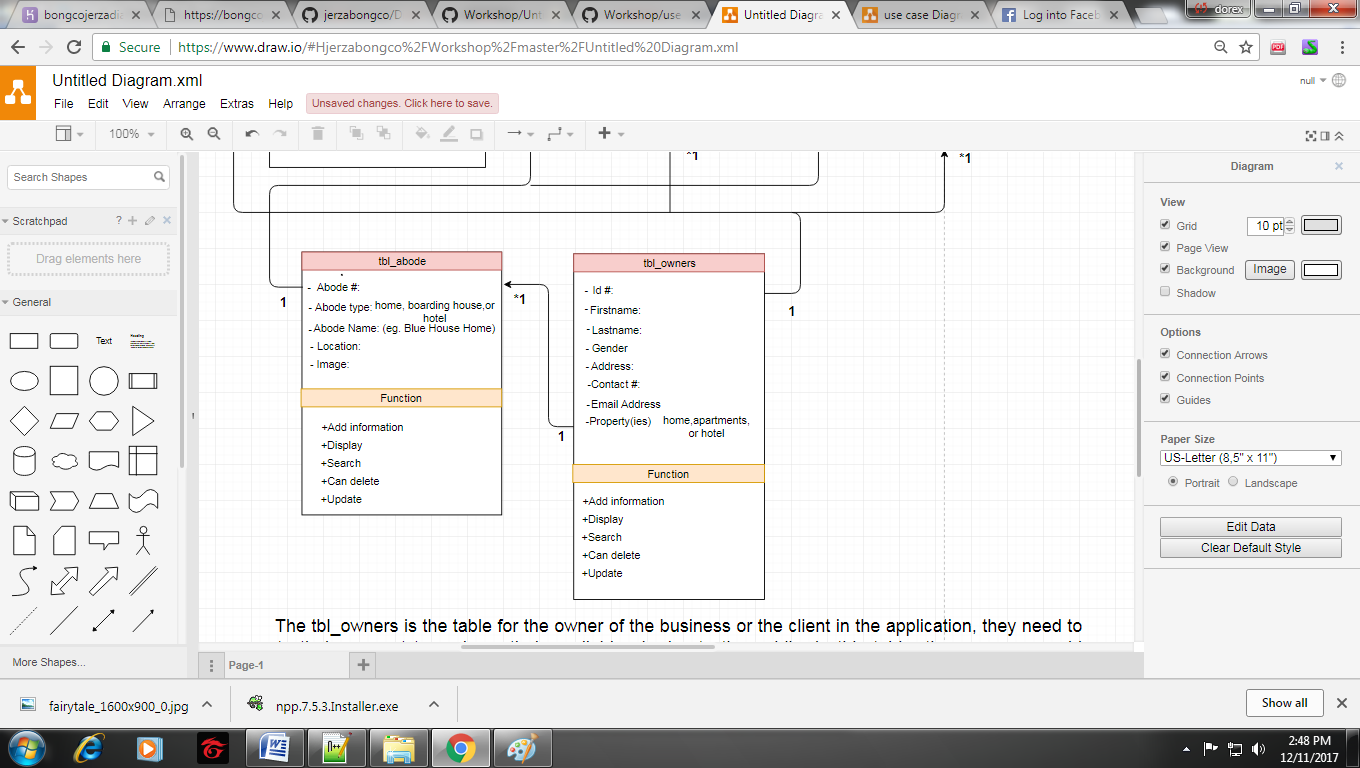 bongcojerzadi
https://bongco
jerzabongco/D
Workshop/Unt
Workshop/use
Untitled Diagra
use case Diagr
Log into Faceb
dorex
Secure
https://www.draw.io/#Hjerzabongco%2FWorkshop%2Fmaster%2FUntitled%20Diagram.xml
Untitled Diagram.xml
null
File Edit View Arrange Extras Help Unsaved changes. Click here to save.
100%
Search Shapes
Scratchpad
?
Drag elements here
General
Text
Heading
More Shapes...
*1
*1
tbl_abode
- Abode #:
- Abode type: home, boarding house,or
hotel
-Abode Name: (eg. Blue House Home)
- Location:
- Image:
Function
+Add information
+Display
+Search
+Can delete
+Update
1
*1
1
1
tbl_owners
- Id #:
-Firstname:
-Lastname:
- Gender
- Address:
-Contact #:
-Email Address
-Property(ies) home,apartments,
or hotel
Function
+Add information
+Display
+Search
+Can delete
+Update
The tbl_owners is the table for the owner of the business or the client in the application, they need to
Page-1
Diagram
View
Grid 10 pt
Page View
Background Image
Shadow
Options
Connection Arrows
Connection Points
Guides
Paper Size
US-Letter (8,5" x 11")
Portrait Landscape
Edit Data
Clear Default Style
fairytale_1600x900_0.jpg
npp.7.5.3.Installer.exe
Show all
2:48 PM
12/11/2017